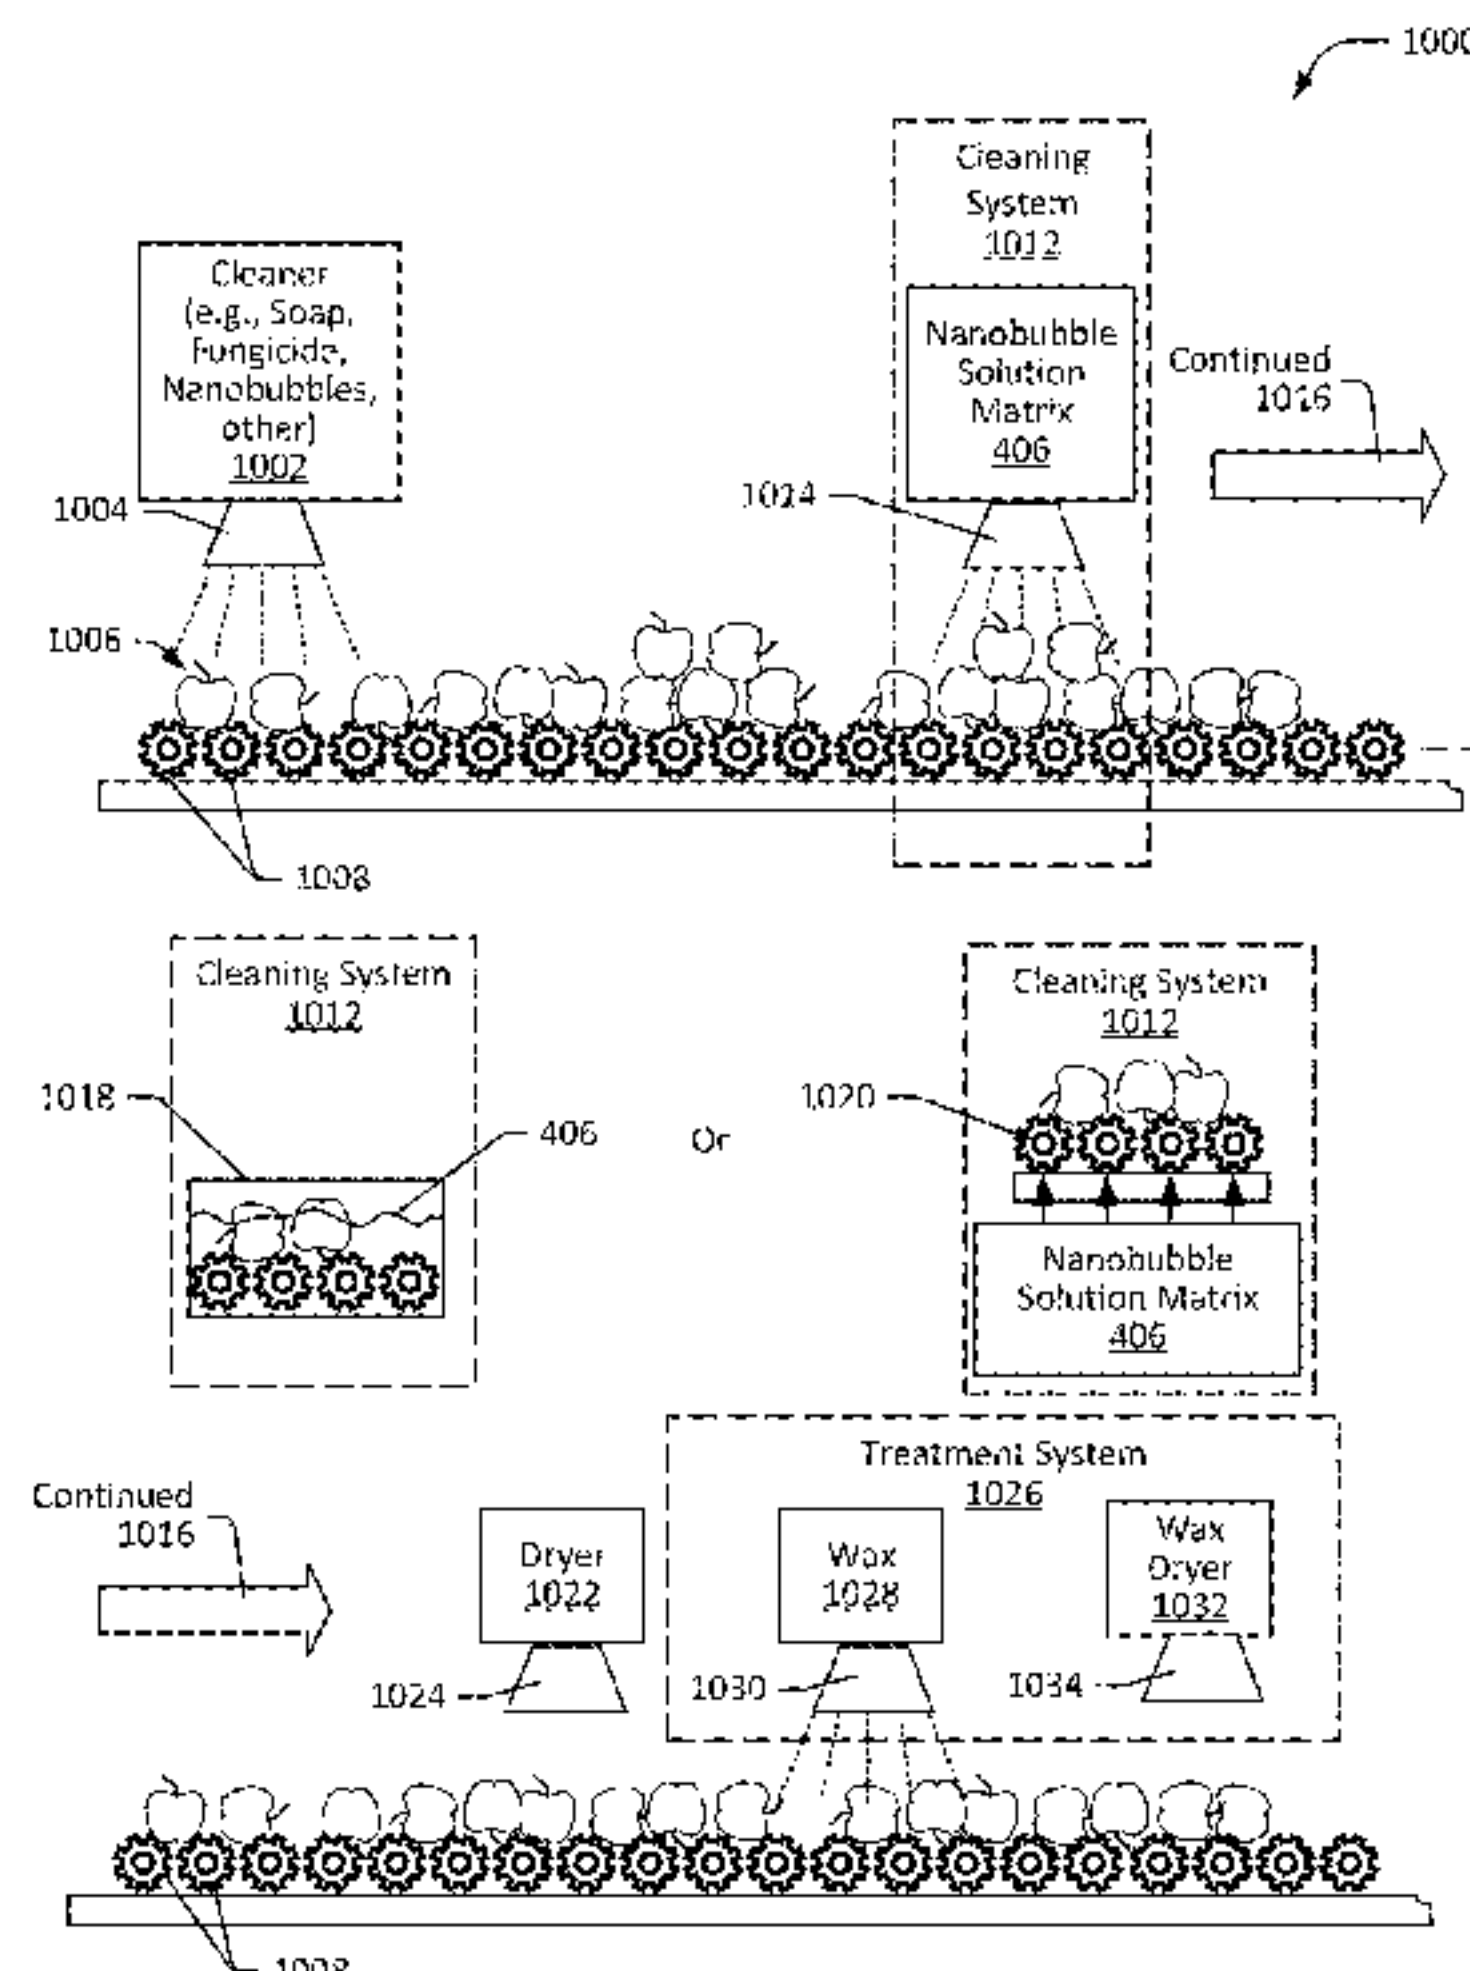 1000
Cleaning
System
1012
Cleaner
(e.g., Soap,
Fungicide,
Nanobubbles,
other)
1002
Nanobubble
Solution
Matrix
406
Continued
1016
1004
1014
1006
1008
Cleaning System
1012
Cleaning System
1012
1018
406
Or
1020
Nanobubble
Solution Matrix
406
Treatment System
1026
Continued
1016
Dryer
1022
Wax
1028
Wax
Dryer
1032
1024
1030
1034
1008